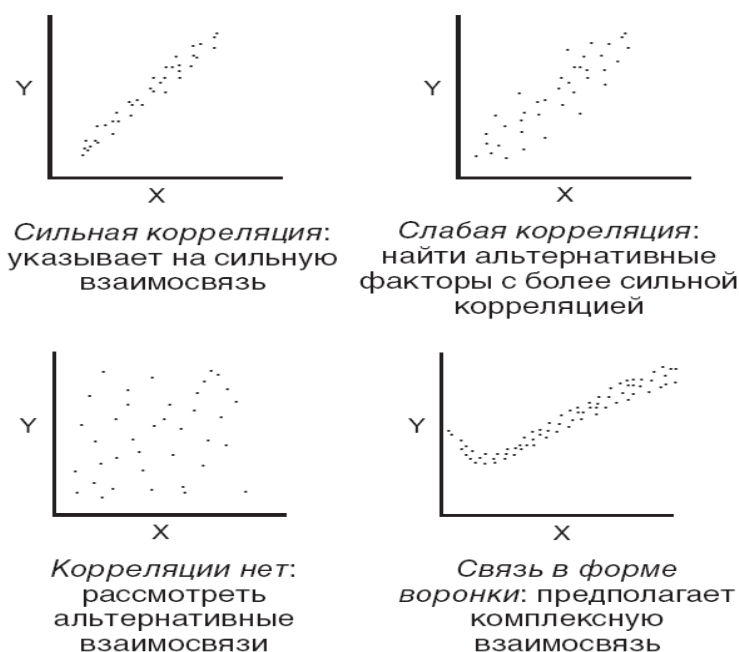 Y
X
Сильная корреляция:
указывает на сильную
взаимосвязь
Y
X
Слабая корреляция:
найти альтернативные
факторы с более сильной
корреляцией
Y
X
Корреляции нет:
рассмотреть
альтернативные
взаимосвязи
Y
X
Связь в форме
воронки: предполагает
комплексную
взаимосвязь